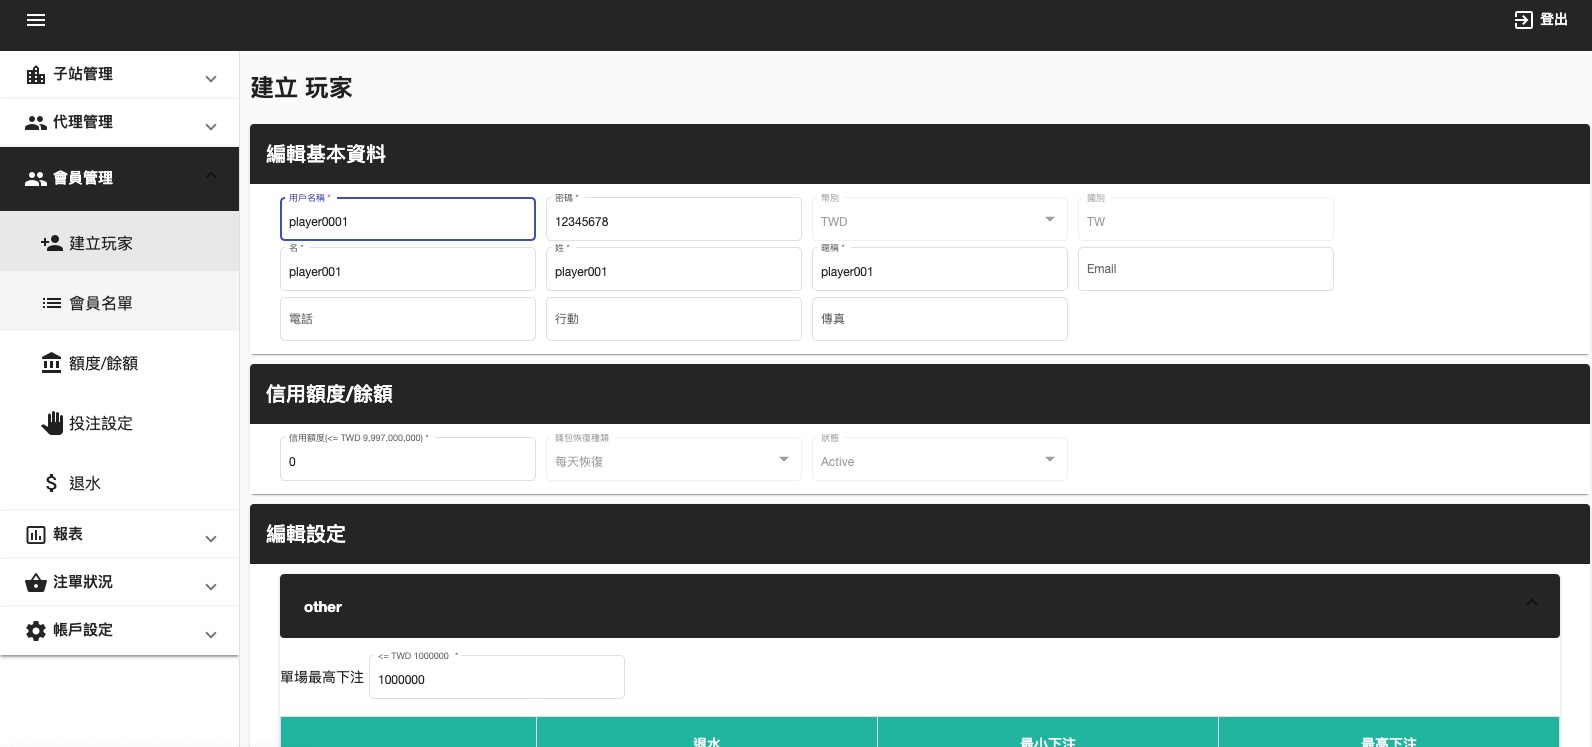 登出
子站管理
代理管理
會員管理
建立玩家
會員名單
額度/餘額
投注設定
退水
報表
注單狀況
帳戶設定
建立 玩家
編輯基本資料
用戶名稱 *
player0001
密碼 *
12345678
幣別
TWD
國別
TW
名 *
player001
姓 *
player001
暱稱 *
player001
Email
電話
行動
傳真
信用額度/餘額
信用額度(<= TWD 9,997,000,000) *
0
錢包恢復種類
每天恢復
狀態
Active
編輯設定
other
單場最高下注
<= TWD 1000000 *
1000000
退水
最小下注
最高下注